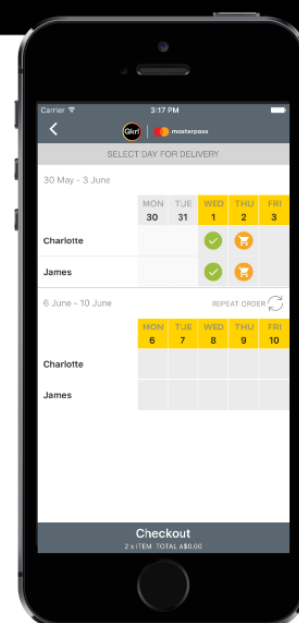 Carrier 3:17 PM
Qkr! masterpass
SELECT DAY FOR DELIVERY
30 May - 3 June
MON TUE WED THU FRI
30 31 1 2 3
Charlotte
James
6 June - 10 June REPEAT ORDER
MON TUE WED THU FRI
6 7 8 9 10
Charlotte
James
Checkout
2 x ITEM TOTAL A$0.00